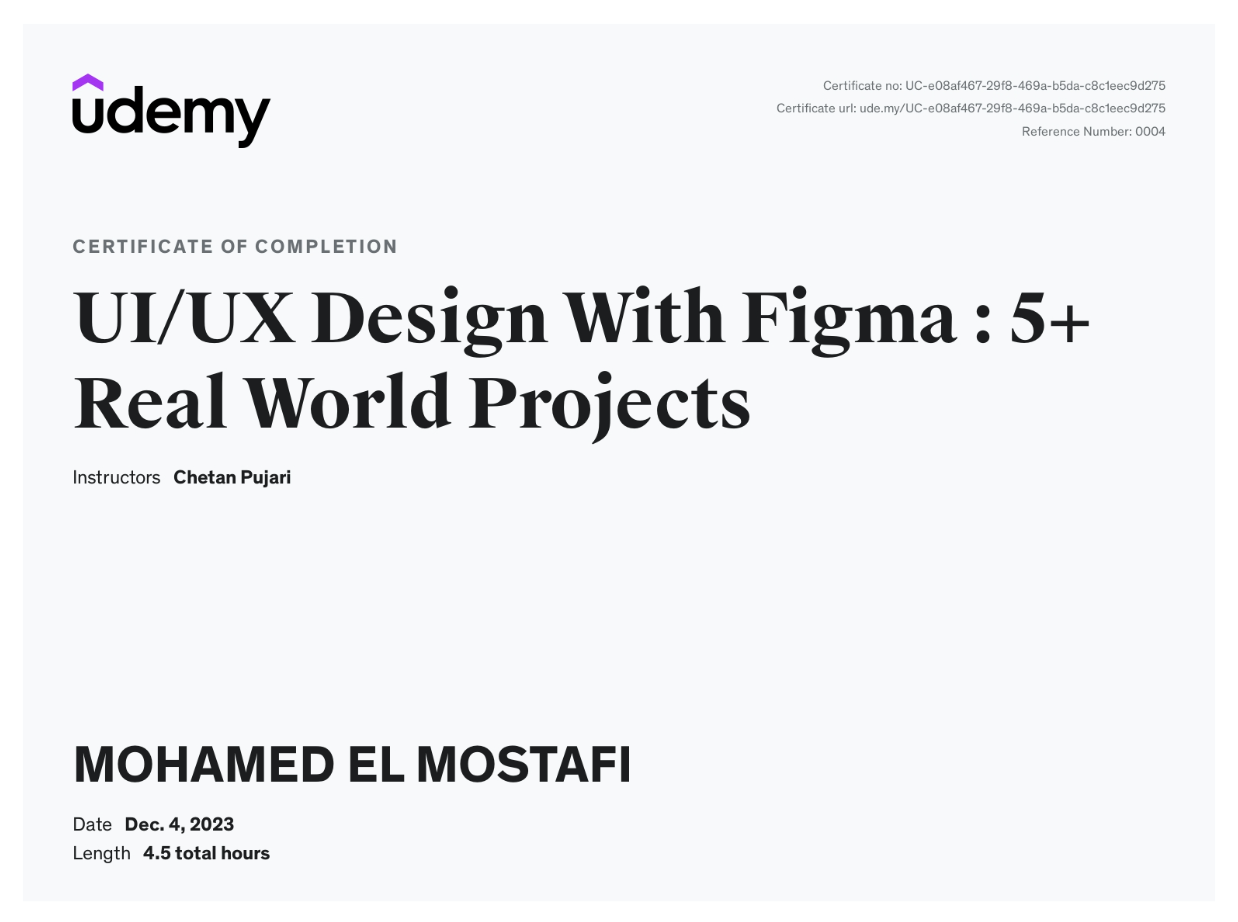 udemy
Certificate no: UC-e08af467-29f8-469a-b5da-c8c1eec9d275
Certificate url: ude.my/UC-e08af467-29f8-469a-b5da-c8c1eec9d275
Reference Number: 0004
CERTIFICATE OF COMPLETION
UI/UX Design With Figma : 5+
Real World Projects
Instructors Chetan Pujari
MOHAMED EL MOSTAFI
Date Dec. 4, 2023
Length 4.5 total hours